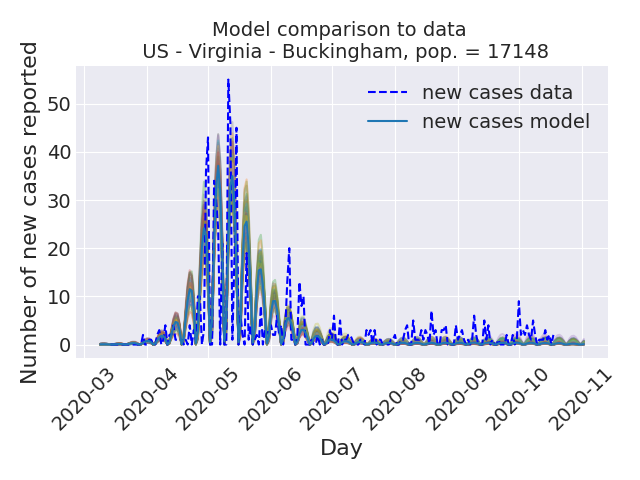 Model comparison to data
US - Virginia - Buckingham, pop. = 17148
Number of new cases reported
50
40
30
20
10
0
new cases data
new cases model
2020-03
2020-04
2020-05
2020-06
2020-07
2020-08
2020-09
2020-10
2020-11
Day